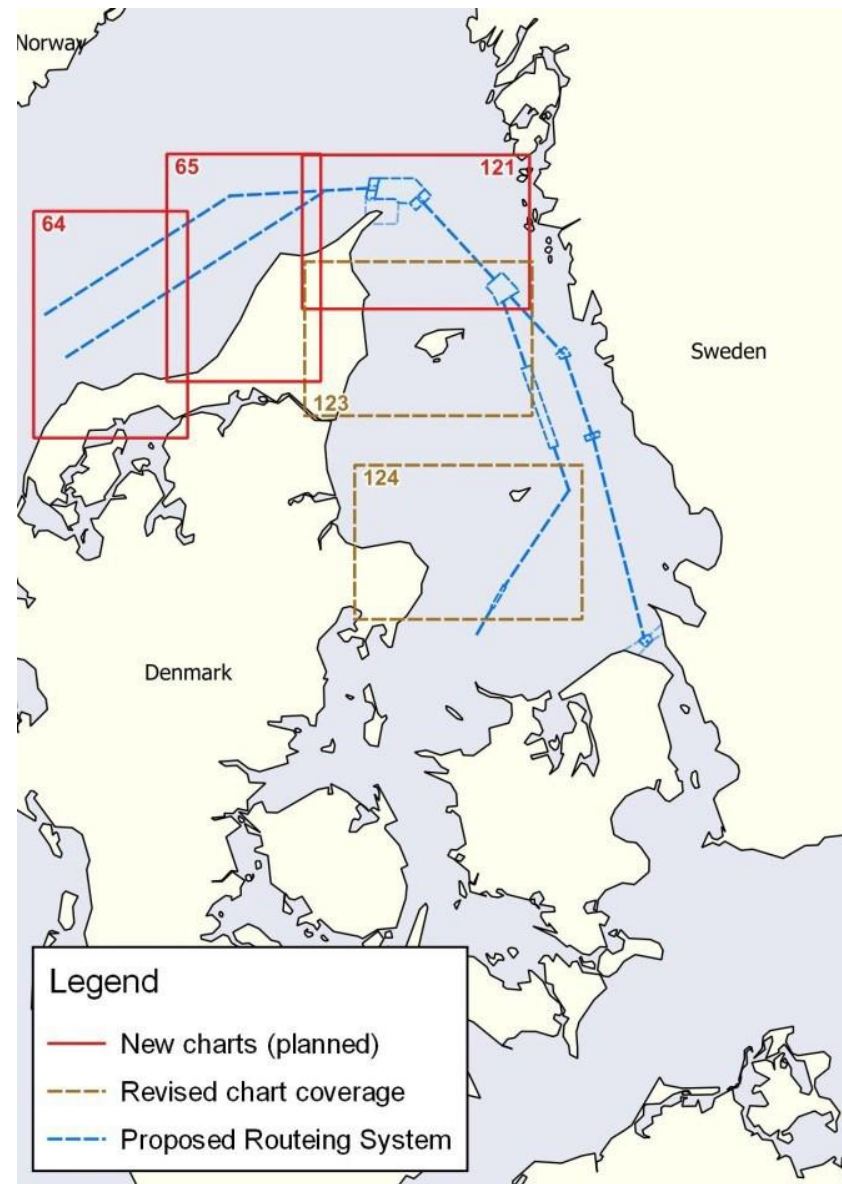 Norway
65
121
64
Sweden
123
124
Denmark
Legend
New charts (planned)
Revised chart coverage
Proposed Routeing System